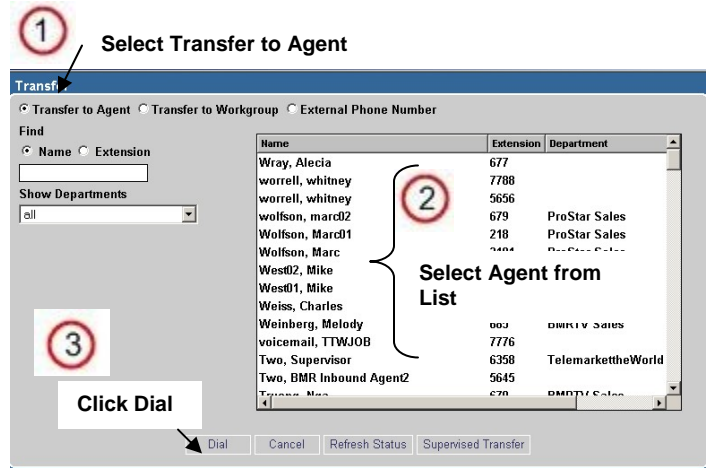 1
Select Transfer to Agent
Transfer
Transfer to Agent Transfer to Workgroup External Phone Number
Find
Name Extension
Show Departments
all
Name Extension Department
Wray, Alecia 677
worrell, whitney 7788
worrell, whitney 5656
wolfson, marc02 679 ProStar Sales
Wolfson, Marc01 218 ProStar Sales
Wolfson, Marc
West02, Mike
West01, Mike
Weiss, Charles
Weinberg, Melody 685 BMRTV Sales
voicemail, TTWJOB 7776
Two, Supervisor 6358 TelemarkettheWorld
Two, BMR Inbound Agent2 5645
2
Select Agent from
List
3
Click Dial
Dial Cancel Refresh Status Supervised Transfer